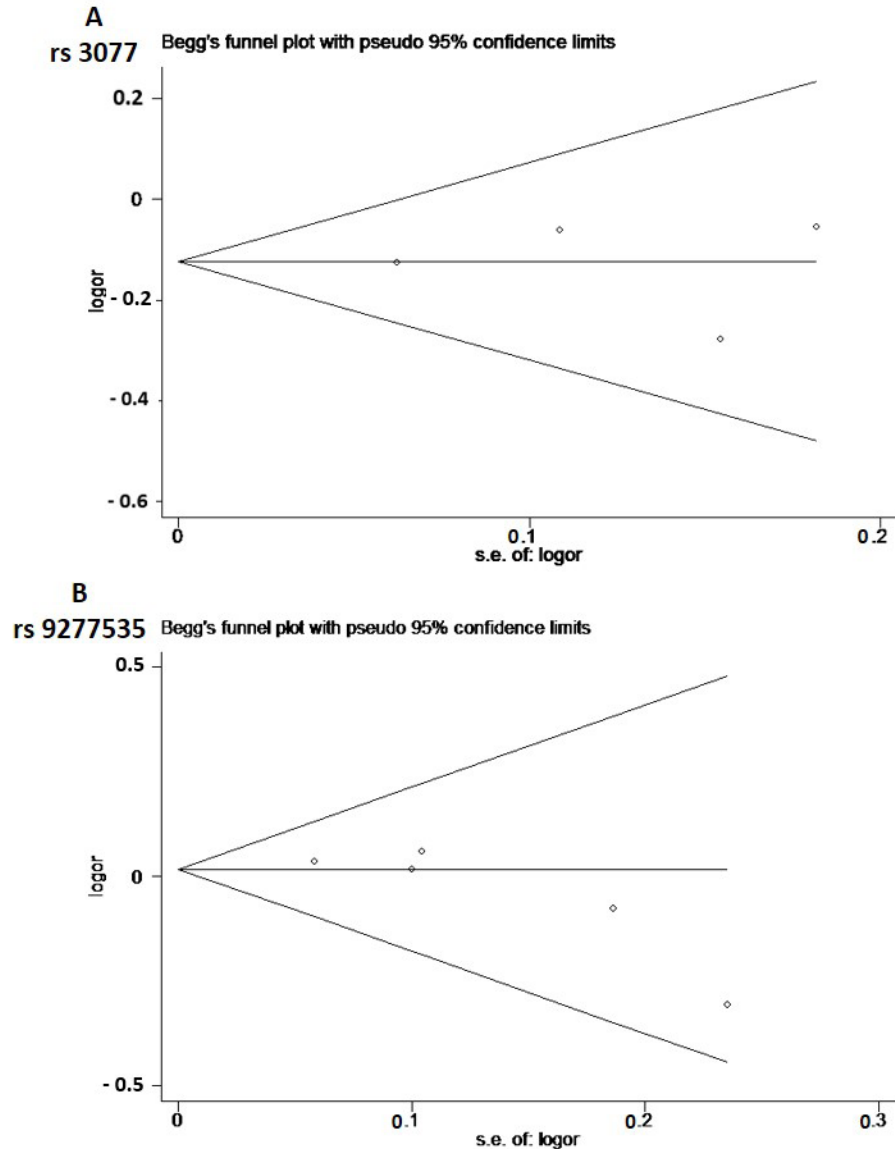 A
rs 3077
Begg's funnel plot with pseudo 95% confidence limits
0.2
0
- 0.2
- 0.4
- 0.6
logor
0
0.1
0.2
s.e. of: logor
B
rs 9277535
Begg's funnel plot with pseudo 95% confidence limits
0.5
0
- 0.5
logor
0
0.1
0.2
0.3
s.e. of: logor